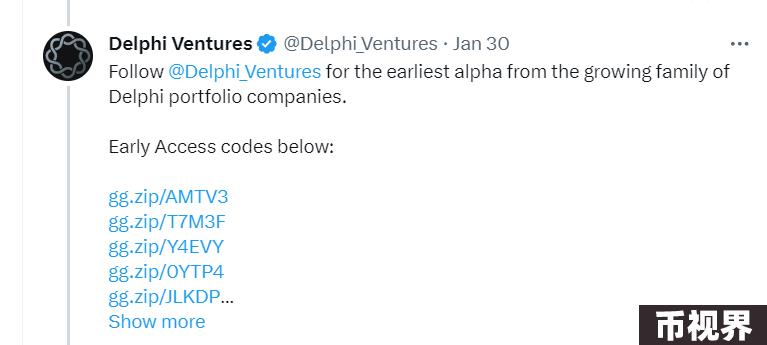 Delphi Ventures @Delphi_Ventures · Jan 30
Follow @Delphi_Ventures for the earliest alpha from the growing family of
Delphi portfolio companies.
Early Access codes below:
gg.zip/AMTV3
gg.zip/T7M3F
gg.zip/Y4EVY
gg.zip/0YTP4
gg.zip/JLKDP...
Show more
币视界